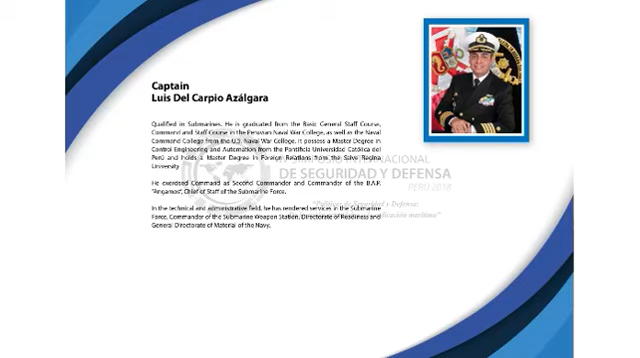 Captain
Luis Del Carpio Azálgara
Qualified in Submarines. He is graduated from the Basic General Staff Course,
Command and Staff Course in the Peruvian Naval War College, as well as the Naval
Command College from the U.S. Naval War College. It possess a Master Degree in
Control Engineering and Automation from the Pontificia Universidad Católica del
Perú and holds a Master Degree in Foreign Relations from the Salve Regina
University
INTERNACIONAL
DE SEGURIDAD Y DEFENSA
He exercised Command as Second Commander and Commander of the B.A.P.
PERÚ 2018
"Angamos", Chief of Staff of the Submarine Force.
"Políticas de Seguridad y Defensa:
In the technical and administrative field, he has rendered services in the Submarine
Force, Commander of the Submarine Weapon Station, Directorate of Readiness and
marítimo"
General Directorate of Material of the Navy.